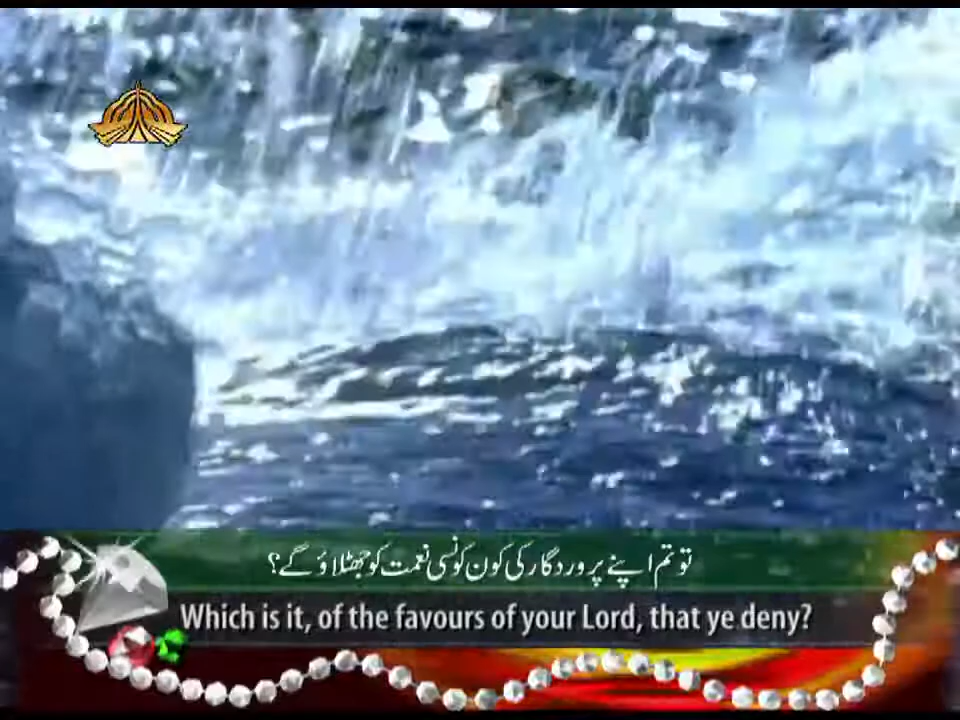 تو تم اپنے پروردگار کی کون کونسی نعمت کو جھٹلاؤ گے؟
Which is it, of the favours of your Lord, that ye deny?